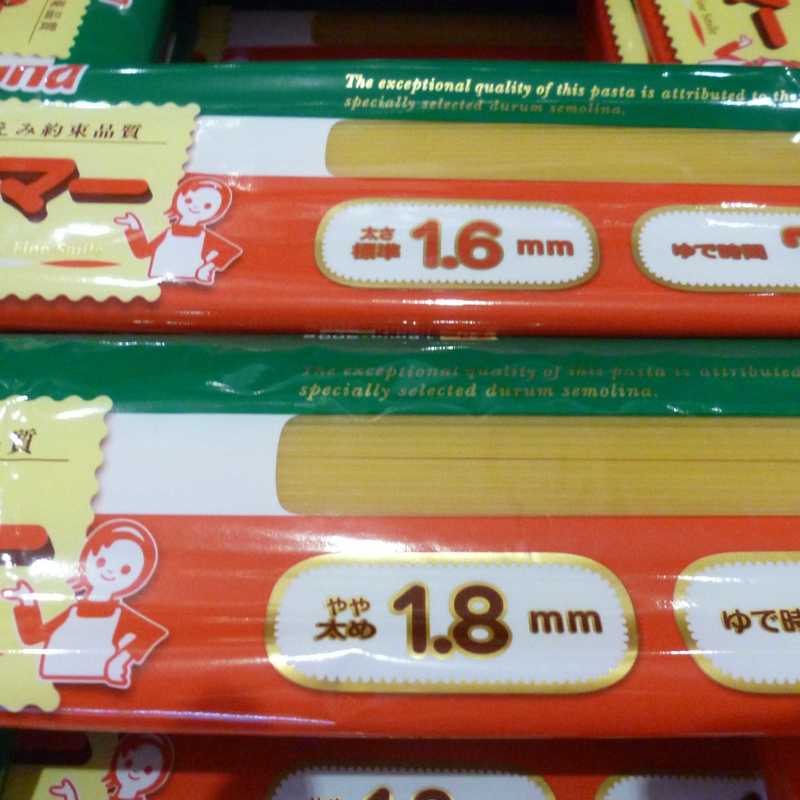 The exceptional quality of this pasta is attributed to the
specially selected durum semolina.
み約束品質
マー
太さ
標準 1.6 mm
ゆで時間
The exceptional quality of this pasta is attributed
specially selected durum semolina.
質
ー
やや
太め 1.8 mm
ゆで時